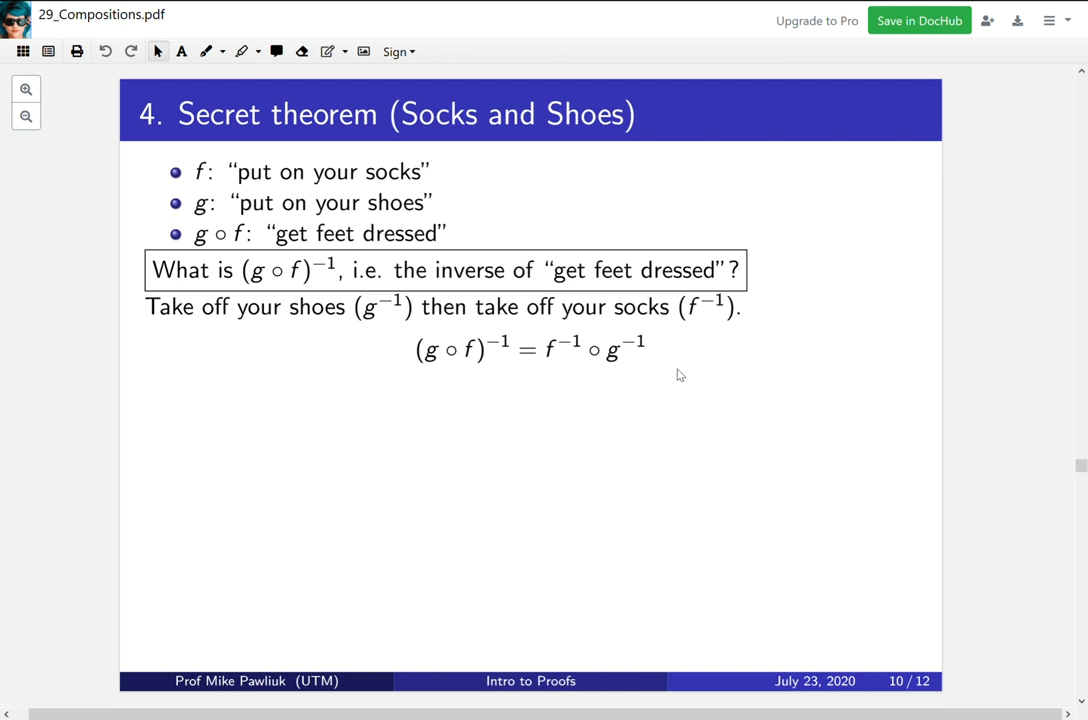 29_Compositions.pdf
Upgrade to Pro
Save in DocHub
A
Sign
4. Secret theorem (Socks and Shoes)
f: “put on your socks”
g: “put on your shoes”
g ∘ f: “get feet dressed”
What is (g ∘ f)⁻¹, i.e. the inverse of “get feet dressed”?
Take off your shoes (g⁻¹) then take off your socks (f⁻¹).
(g ∘ f)⁻¹ = f⁻¹ ∘ g⁻¹
Prof Mike Pawliuk (UTM)
Intro to Proofs
July 23, 2020
10 / 12